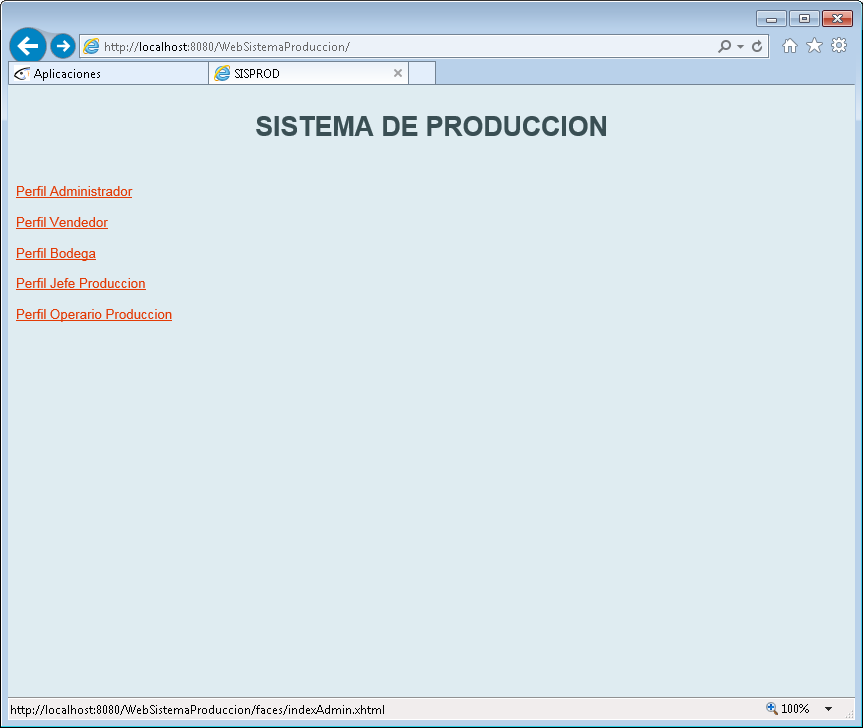 http://localhost:8080/WebSistemaProduccion/
Aplicaciones
SISPROD
SISTEMA DE PRODUCCION
Perfil Administrador
Perfil Vendedor
Perfil Bodega
Perfil Jefe Produccion
Perfil Operario Produccion
http://localhost:8080/WebSistemaProduccion/faces/indexAdmin.xhtml
100%